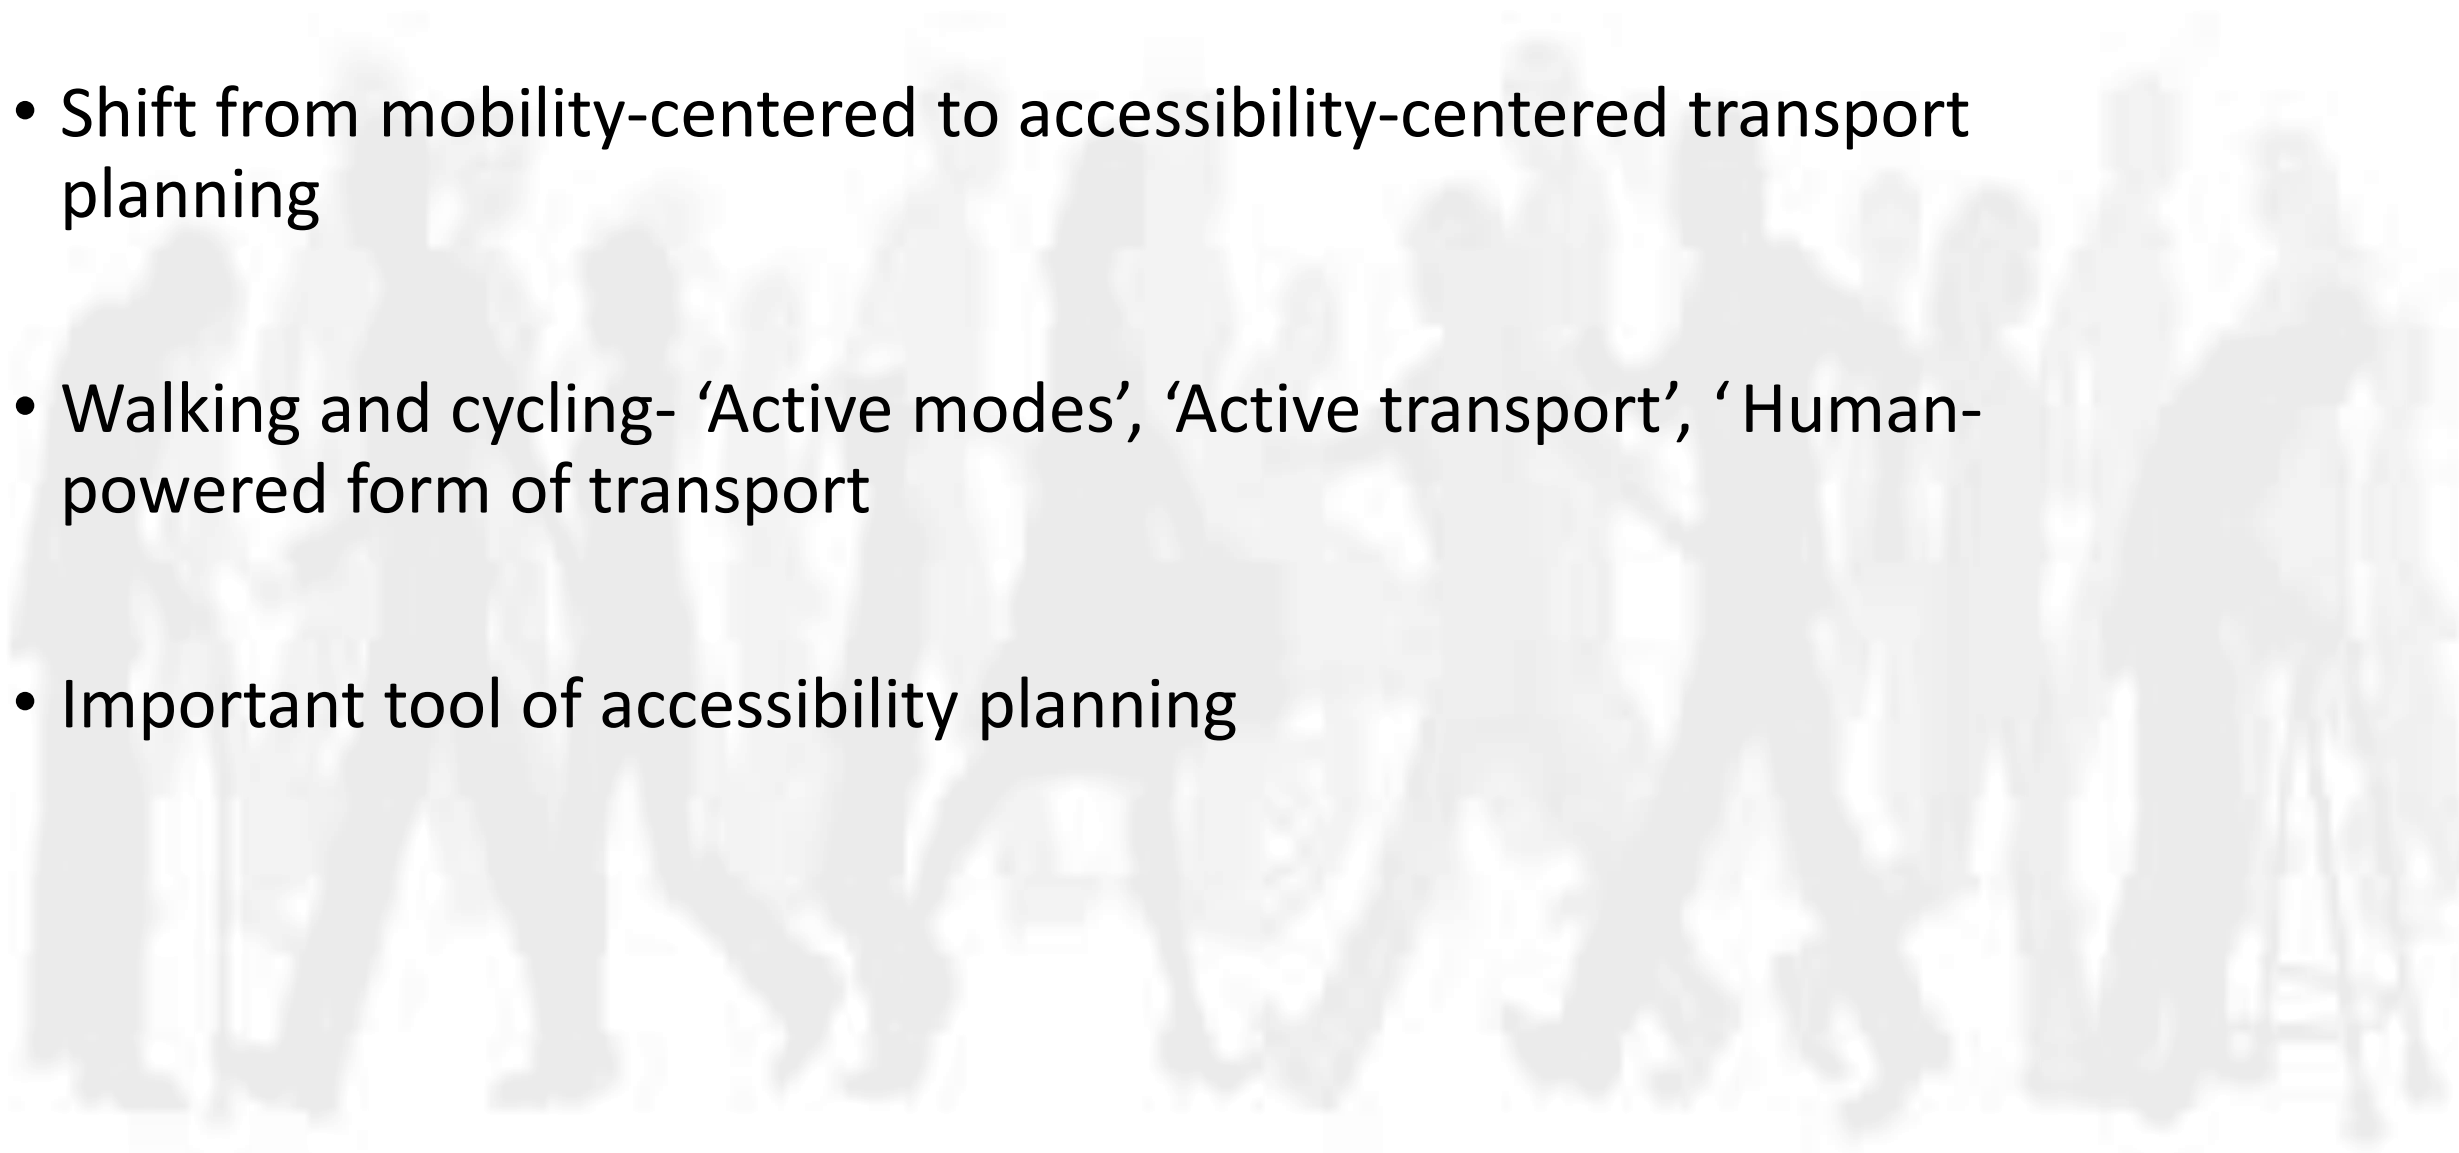 • Shift from mobility-centered to accessibility-centered transport
planning
• Walking and cycling- ‘Active modes’, ‘Active transport’, ‘ Human-
powered form of transport
• Important tool of accessibility planning